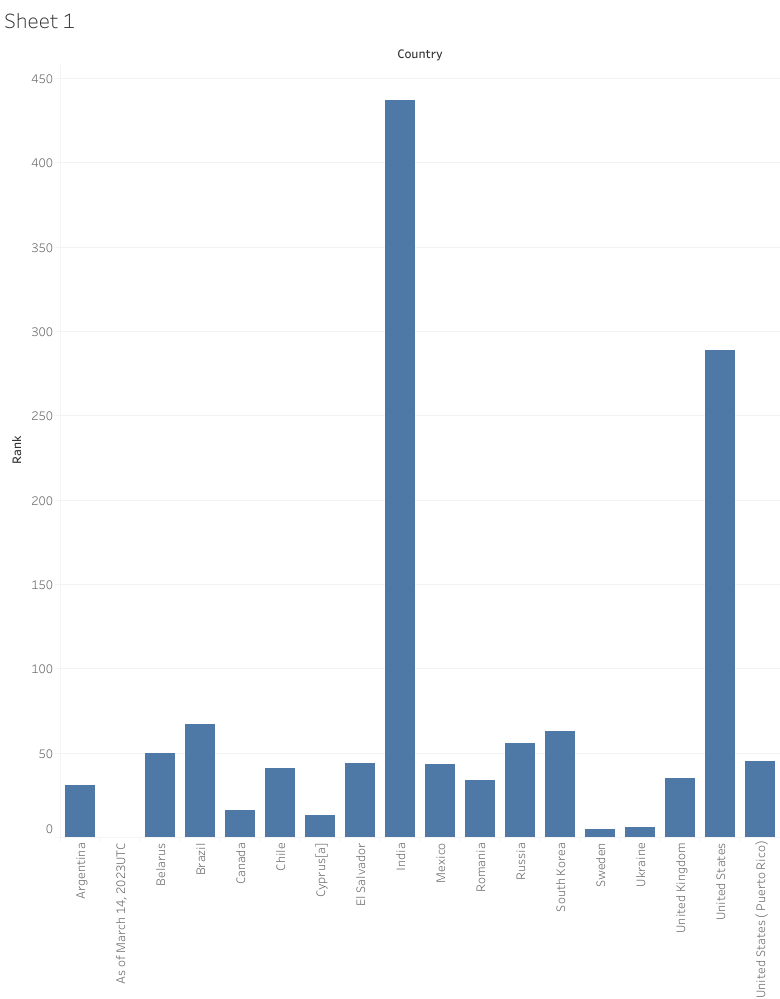 Sheet 1
Country
450
400
350
300
250
200
150
100
50
0
Rank
Argentina
As of March 14, 2023UTC
Belarus
Brazil
Canada
Chile
Cyprus[a]
El Salvador
India
Mexico
Romania
Russia
South Korea
Sweden
Ukraine
United Kingdom
United States
United States ( Puerto Rico)